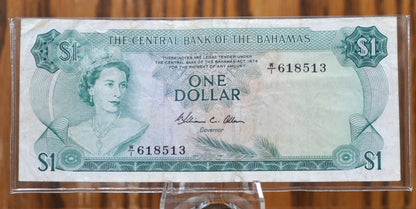 $1 THE CENTRAL BANK OF THE BAHAMAS $1
THESE NOTES ARE LEGAL TENDER UNDER
THE CENTRAL BANK OF THE BAHAMAS ACT 1974
FOR THE PAYMENT OF ANY AMOUNT
618513
ONE
DOLLAR
Governor
618513
$1 $1